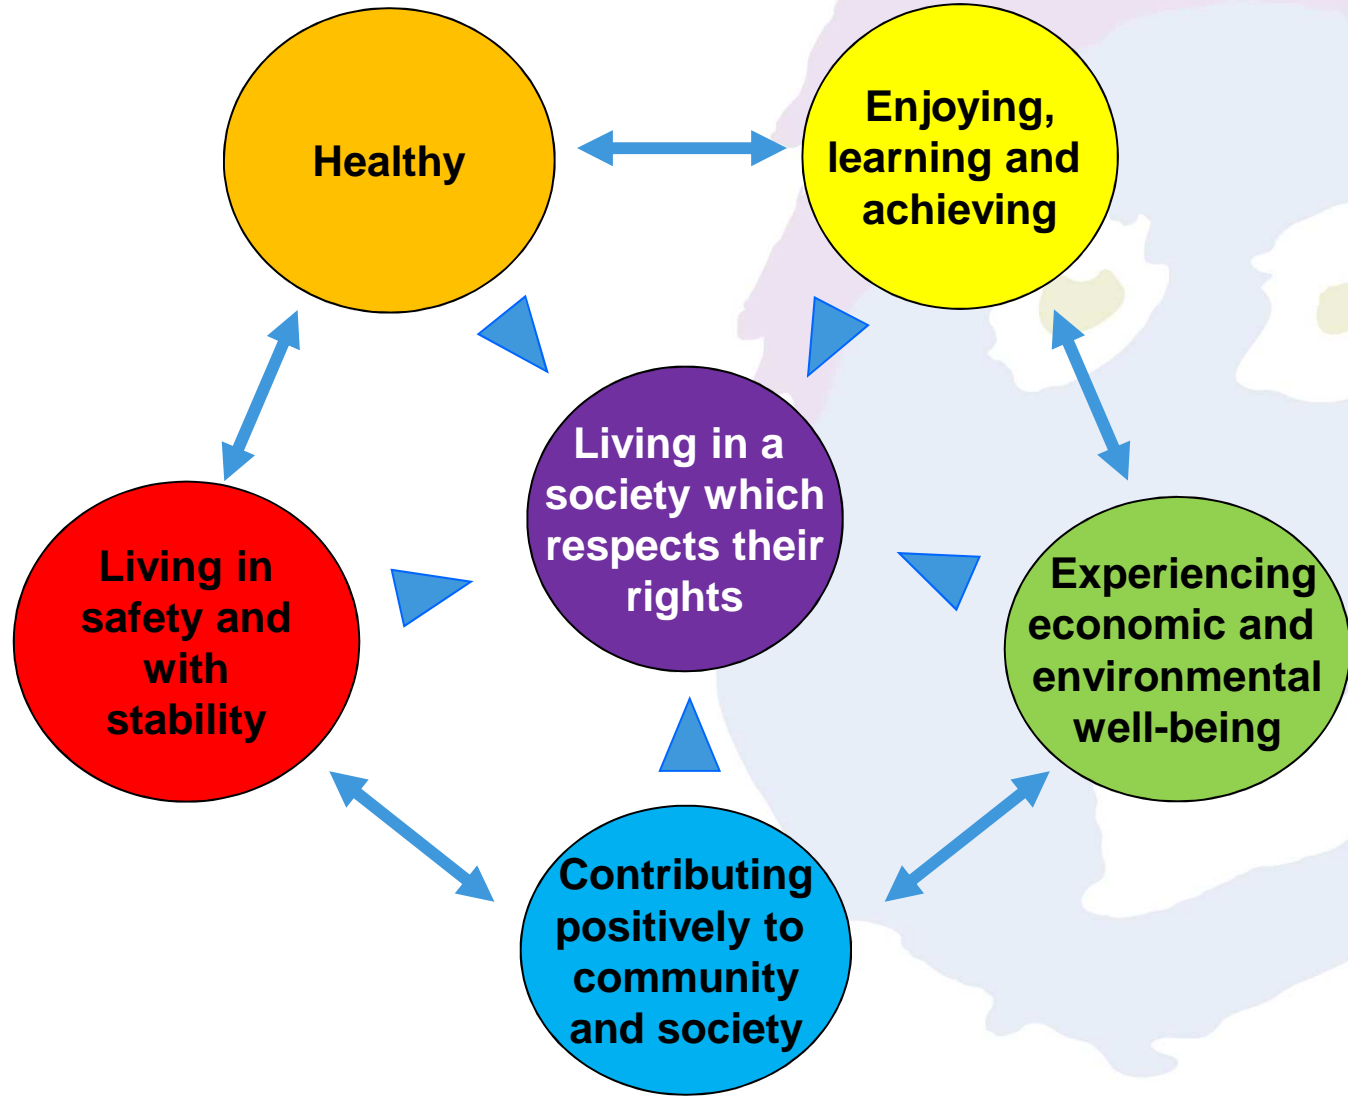 Healthy
Enjoying,
learning and
achieving
Living in a
society which
respects their
rights
Living in
safety and
with
stability
Experiencing
economic and
environmental
well-being
Contributing
positively to
community
and society